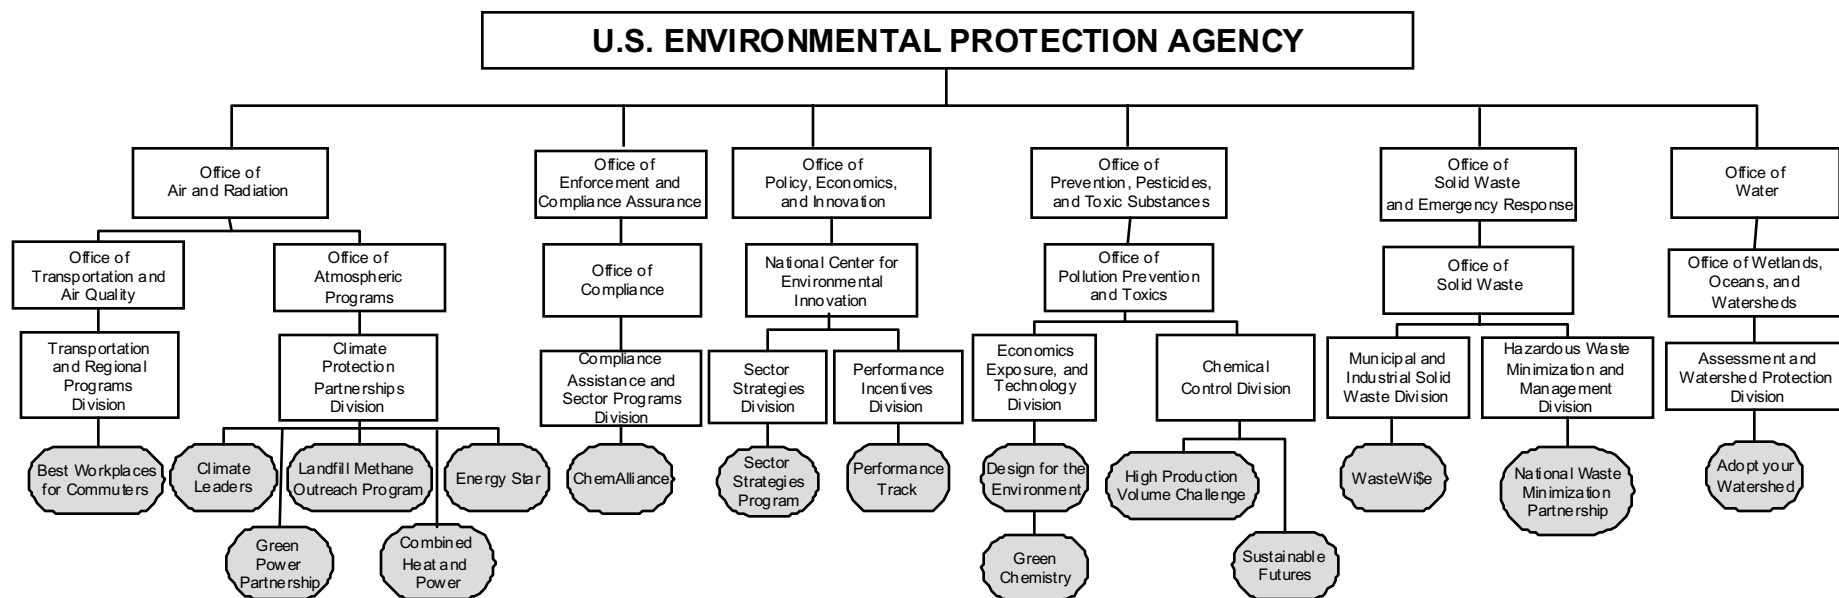 U.S. ENVIRONMENTAL PROTECTION AGENCY
Office of
Air and Radiation
Office of
Enforcement and
Compliance Assurance
Office of
Policy, Economics,
and Innovation
Office of
Prevention, Pesticides,
and Toxic Substances
Office of
Solid Waste
and Emergency Response
Office of
Water
Office of
Transportation and
Air Quality
Office of
Atmospheric
Programs
Office of
Compliance
National Center for
Environmental
Innovation
Office of
Pollution Prevention
and Toxics
Office of
Solid Waste
Office of Wetlands,
Oceans, and
Watersheds
Transportation
and Regional
Programs
Division
Climate
Protection
Partnerships
Division
Compliance
Assistance and
Sector Programs
Division
Sector
Strategies
Division
Performance
Incentives
Division
Economics
Exposure, and
Technology
Division
Chemical
Control Division
Municipal and
Industrial Solid
Waste Division
Hazardous Waste
Minimization and
Management
Division
Assessment and
Watershed Protection
Division
Best Workplaces
for Commuters
Climate
Leaders
Landfill Methane
Outreach Program
Energy Star
ChemAlliance
Sector
Strategies
Program
Performance
Track
Design for the
Environment
High Production
Volume Challenge
WasteWi$e
National Waste
Minimization
Partnership
Adopt your
Watershed
Green
Power
Partnership
Combined
Heat and
Power
Green
Chemistry
Sustainable
Futures